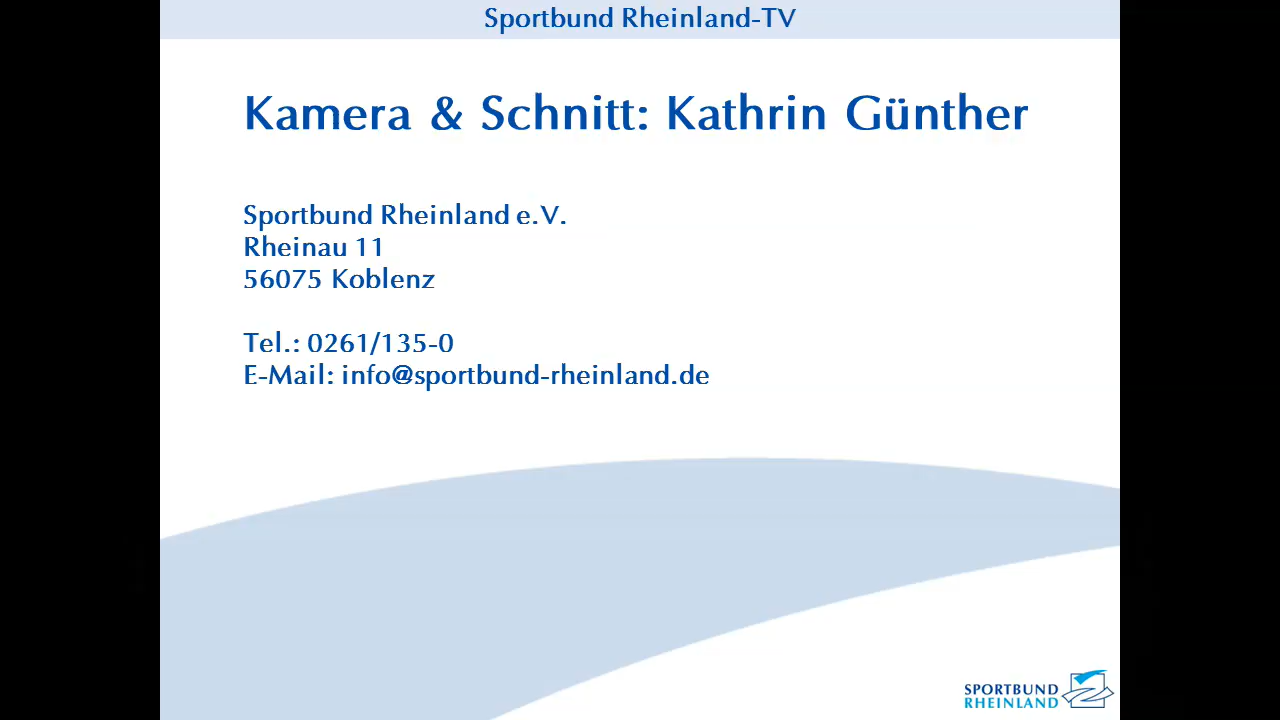 Sportbund Rheinland-TV
Kamera & Schnitt: Kathrin Günther
Sportbund Rheinland e.V.
Rheinau 11
56075 Koblenz
Tel.: 0261/135-0
E-Mail: info@sportbund-rheinland.de
SPORTBUND
RHEINLAND